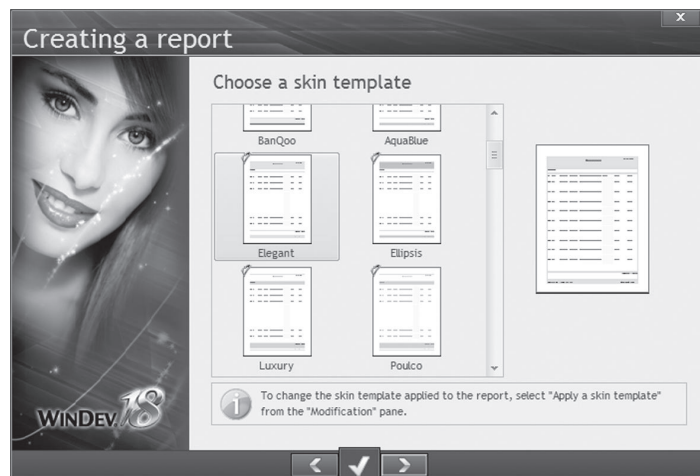 X
Creating a report
Choose a skin template
BanQoo AquaBlue
Elegant Ellipsis
Luxury Poulco
To change the skin template applied to the report, select "Apply a skin template"
from the "Modification" pane.
WINDEV 18